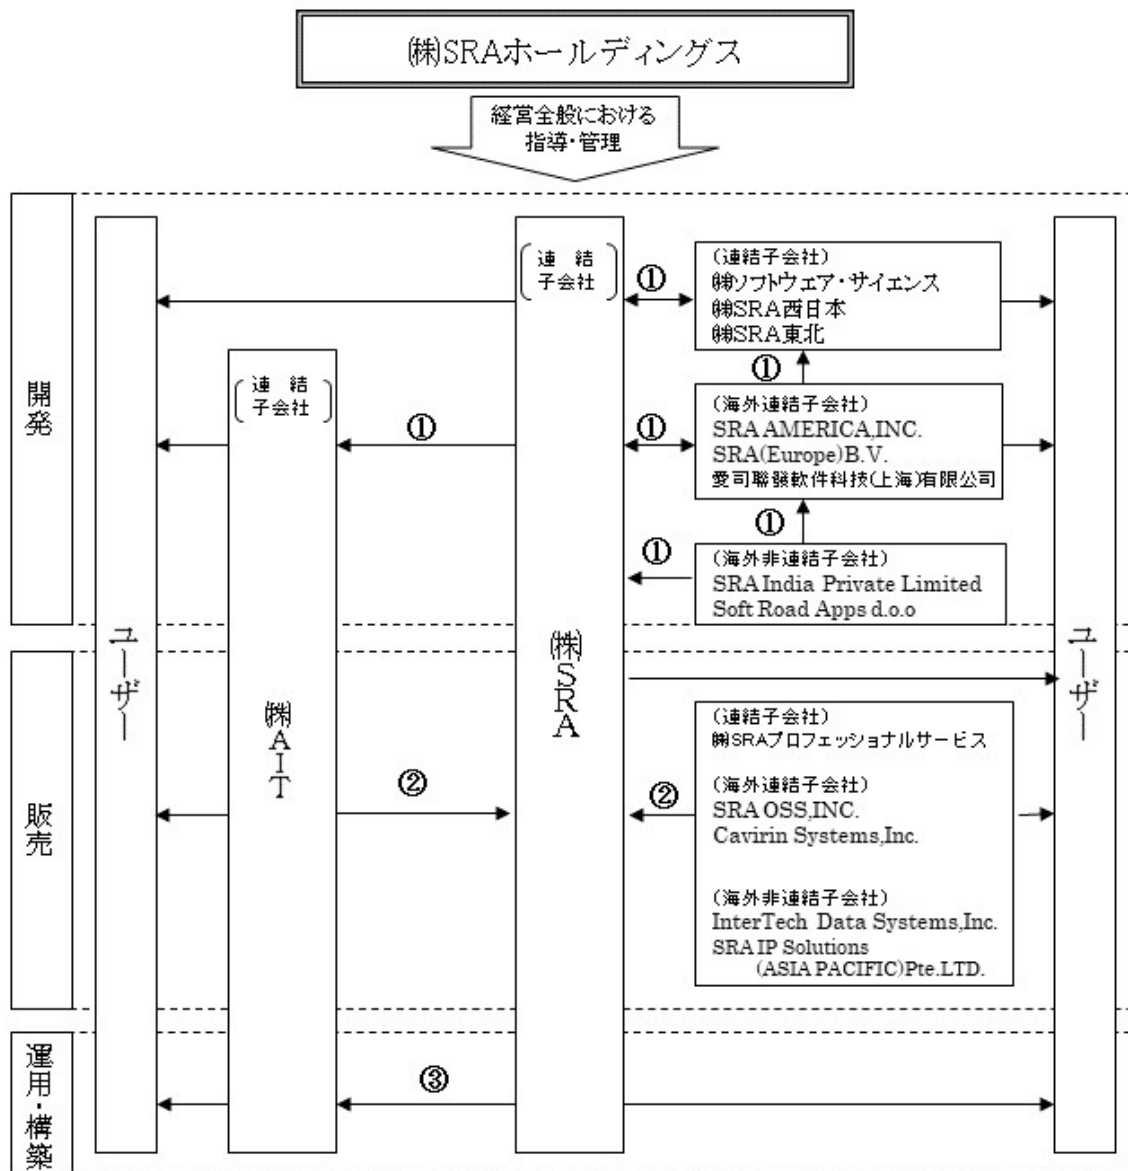 ㈱SRAホールディングス
経営全般における
指導・管理
開発
ユーザー
連結
子会社
㈱AIT
連結
子会社
㈱SRA
①
（連結子会社）
㈱ソフトウェア・サイエンス
㈱SRA西日本
㈱SRA東北
①
①
①
（海外連結子会社）
SRA AMERICA,INC.
SRA(Europe)B.V.
愛司聯發軟件科技(上海)有限公司
①
①
（海外非連結子会社）
SRA India Private Limited
Soft Road Apps d.o.o
ユーザー
販売
②
②
（連結子会社）
㈱SRAプロフェッショナルサービス
（海外連結子会社）
SRA OSS,INC.
Cavirin Systems,Inc.
（海外非連結子会社）
InterTech Data Systems,Inc.
SRA IP Solutions
(ASIA PACIFIC)Pte.LTD.
運用・構築
③